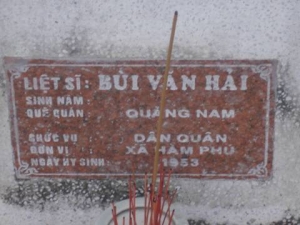 LIỆT SĨ : BÙI VĂN HẢI
SINH NĂM :
QUÊ QUÁN : QUẢNG NAM
CHỨC VỤ : DÂN QUÂN
ĐƠN VỊ : XÃ HÀM PHÚ
NGÀY HY SINH : 1953